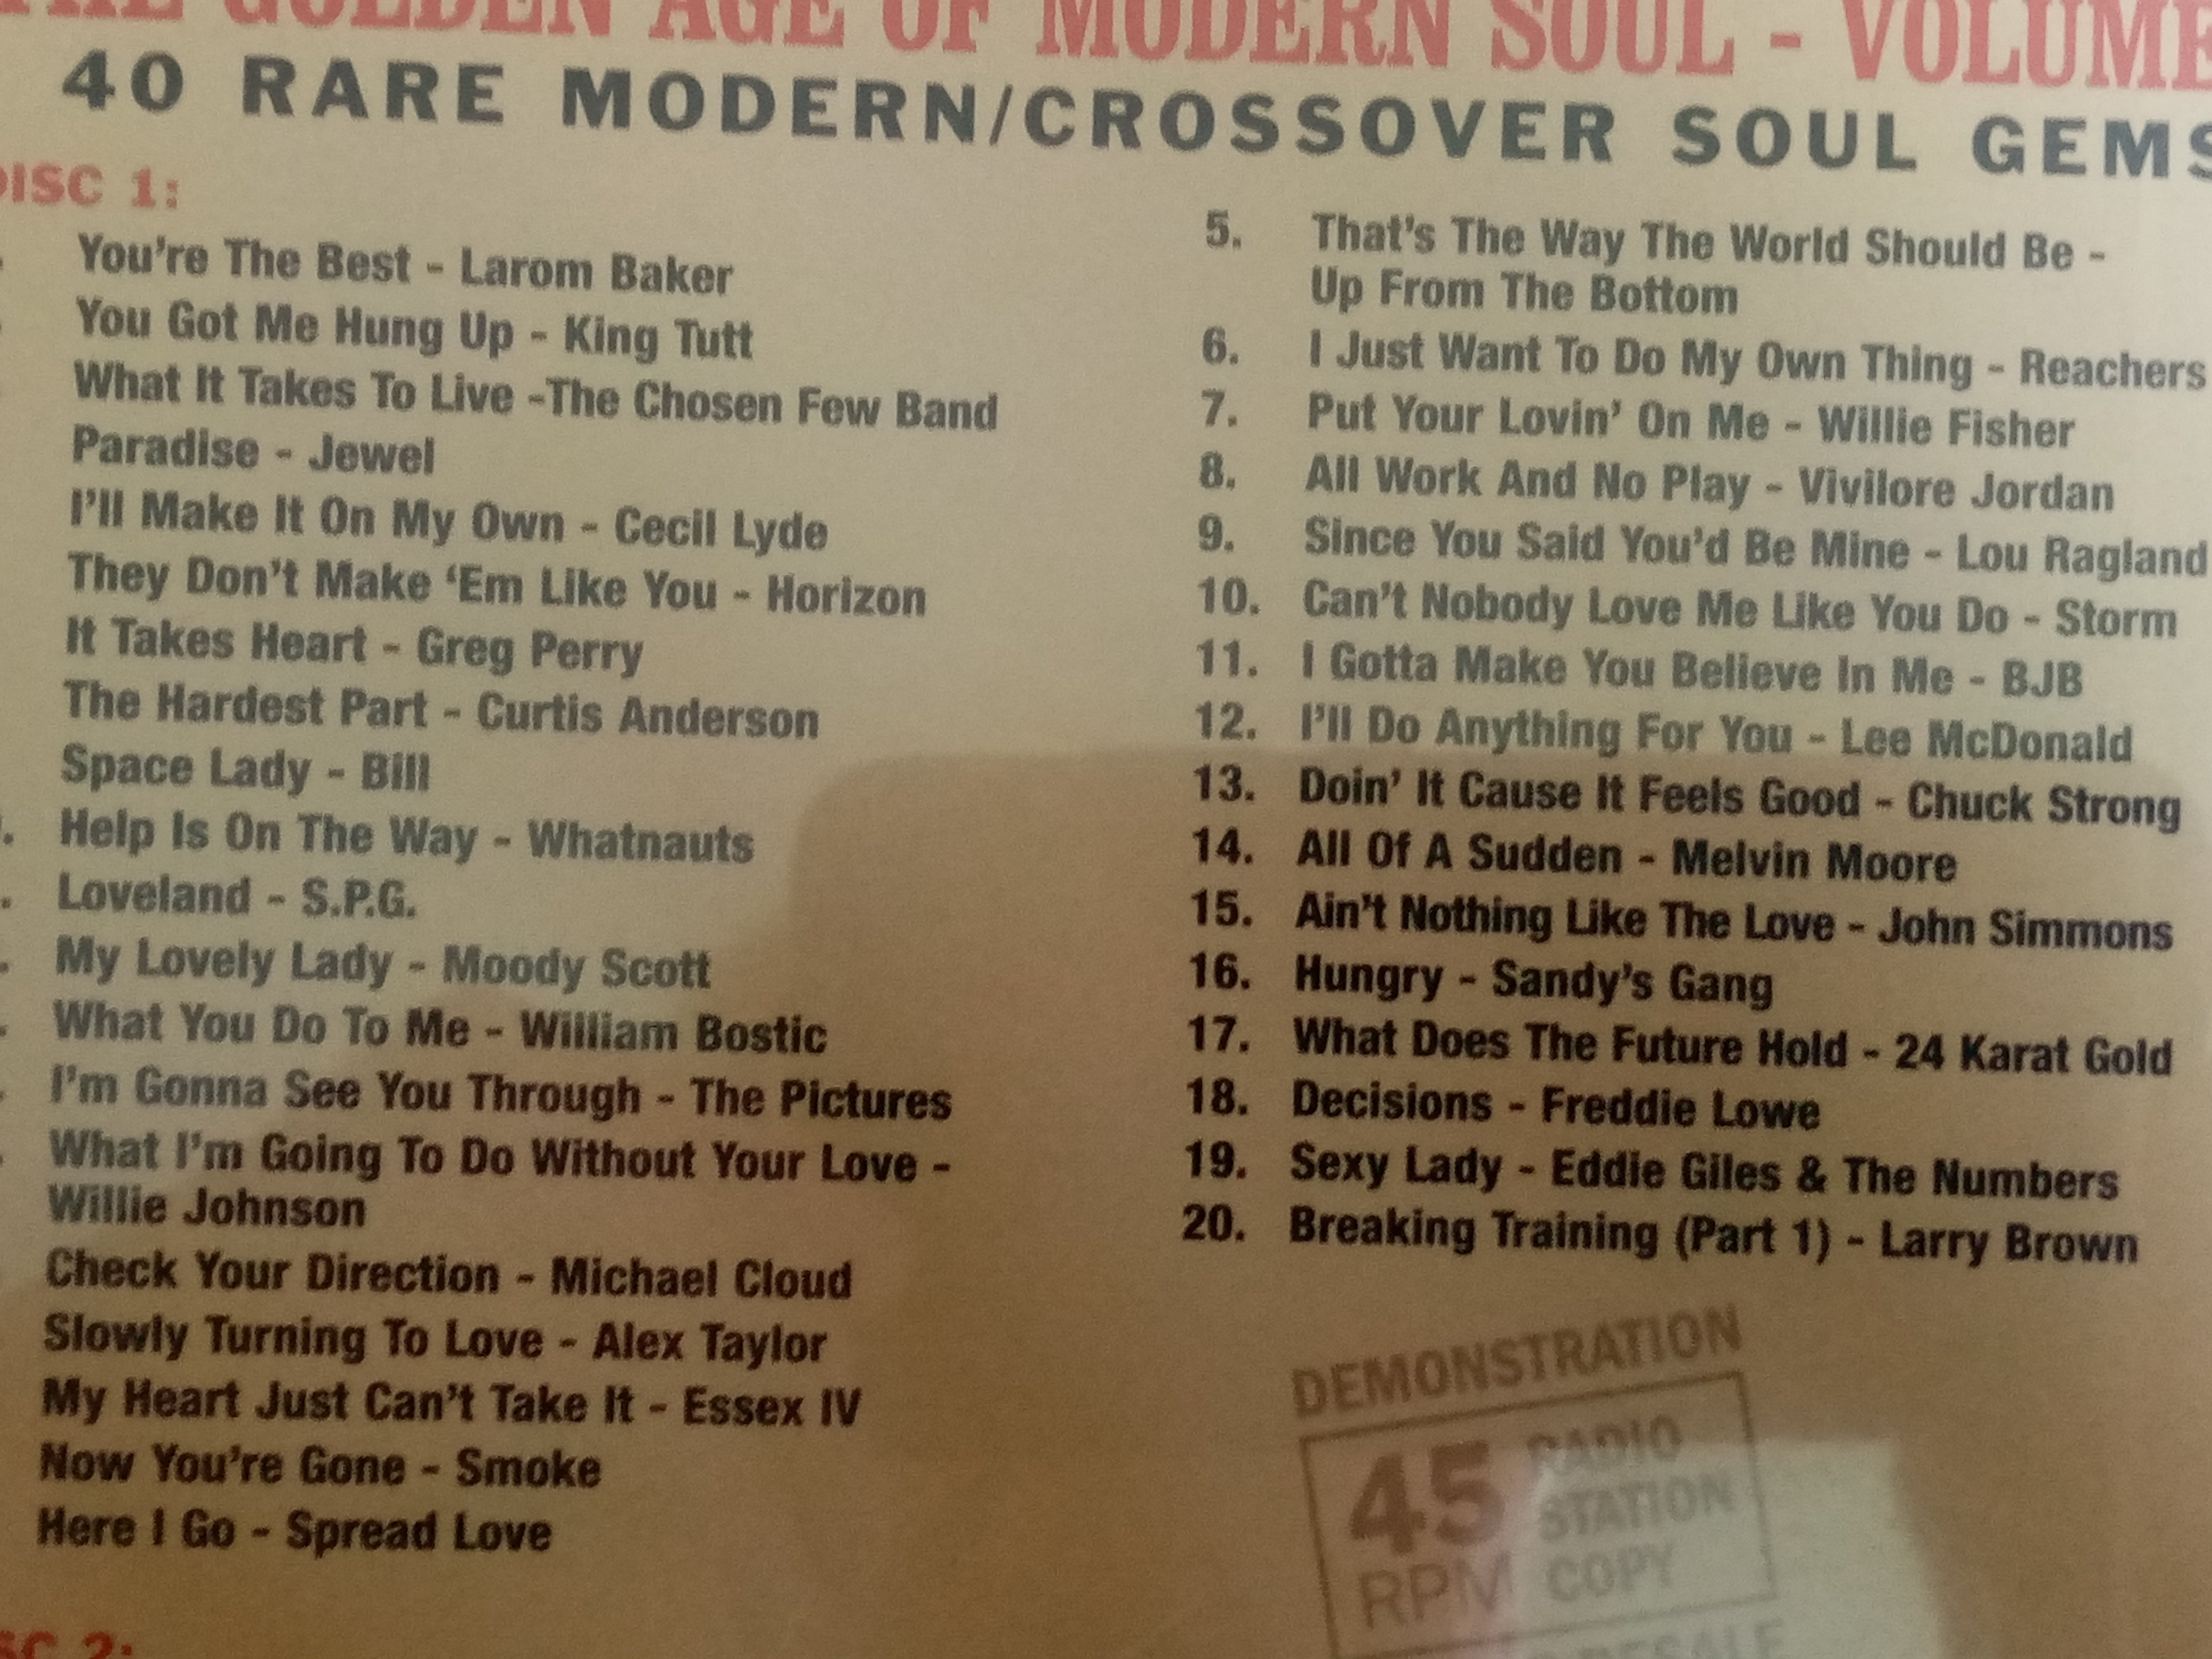 THE GOLDEN AGE OF MODERN SOUL - VOLUME
40 RARE MODERN/CROSSOVER SOUL GEMS
DISC 1:
You're The Best - Larom Baker
You Got Me Hung Up - King Tutt
What It Takes To Live -The Chosen Few Band
Paradise - Jewel
I'll Make It On My Own - Cecil Lyde
They Don't Make ‘Em Like You - Horizon
It Takes Heart - Greg Perry
The Hardest Part - Curtis Anderson
Space Lady - Bill
Help Is On The Way - Whatnauts
Loveland - S.P.G.
My Lovely Lady - Moody Scott
What You Do To Me - William Bostic
I'm Gonna See You Through - The Pictures
What I'm Going To Do Without Your Love -
Willie Johnson
Check Your Direction - Michael Cloud
Slowly Turning To Love - Alex Taylor
My Heart Just Can't Take It - Essex IV
Now You're Gone - Smoke
Here I Go - Spread Love
DISC 2:
5. That's The Way The World Should Be -
Up From The Bottom
6. I Just Want To Do My Own Thing - Reachers
7. Put Your Lovin' On Me - Willie Fisher
8. All Work And No Play - Vivilore Jordan
9. Since You Said You'd Be Mine - Lou Ragland
10. Can't Nobody Love Me Like You Do - Storm
11. I Gotta Make You Believe In Me - BJB
12. I'll Do Anything For You - Lee McDonald
13. Doin' It Cause It Feels Good - Chuck Strong
14. All Of A Sudden - Melvin Moore
15. Ain't Nothing Like The Love - John Simmons
16. Hungry - Sandy's Gang
17. What Does The Future Hold - 24 Karat Gold
18. Decisions - Freddie Lowe
19. Sexy Lady - Eddie Giles & The Numbers
20. Breaking Training (Part 1) - Larry Brown
DEMONSTRATION
45 RPM
RADIO
STATION
COPY
RESALE